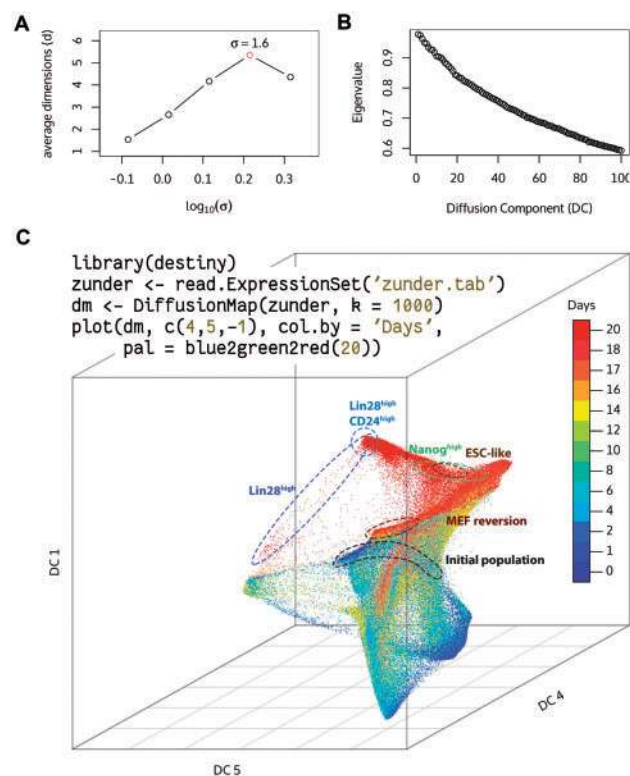 A
average dimensions (d)
6
5
4
3
2
1
σ = 1.6
-0.1 0.0 0.1 0.2 0.3
log10(σ)
B
Eigenvalue
0.9
0.8
0.7
0.6
0 20 40 60 80 100
Diffusion Component (DC)
C
library(destiny)
zunder <- read.ExpressionSet('zunder.tab')
dm <- DiffusionMap(zunder, k = 1000)
plot(dm, c(4,5,-1), col.by = 'Days',
pal = blue2green2red(20))
Days
20
18
17
16
14
12
10
8
6
4
2
1
0
Lin28high
CD24high
Nanoghigh
ESC-like
Lin28high
MEF reversion
Initial population
DC 1
DC 4
DC 5